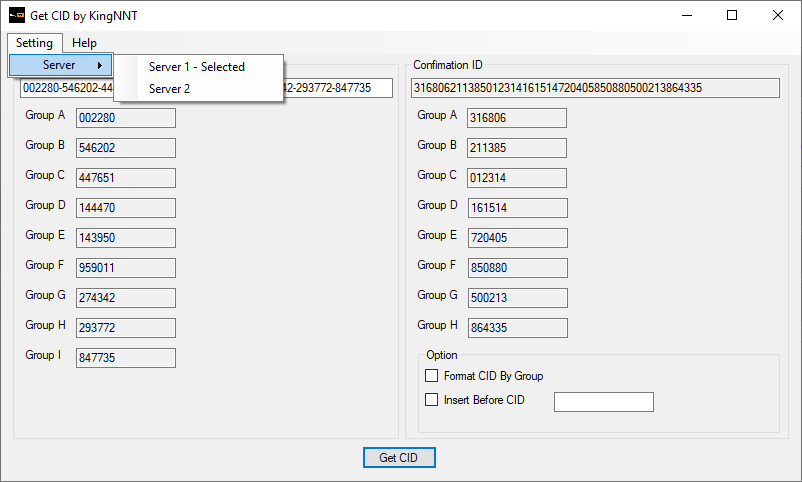 Get CID by KingNNT
Setting Help
Server
Server 1 - Selected
Server 2
002280-546202-44
42-293772-847735
Group A 002280
Group B 546202
Group C 447651
Group D 144470
Group E 143950
Group F 959011
Group G 274342
Group H 293772
Group I 847735
Confimation ID
316806211385012314161514720405850880500213864335
Group A 316806
Group B 211385
Group C 012314
Group D 161514
Group E 720405
Group F 850880
Group G 500213
Group H 864335
Option
Format CID By Group
Insert Before CID
Get CID